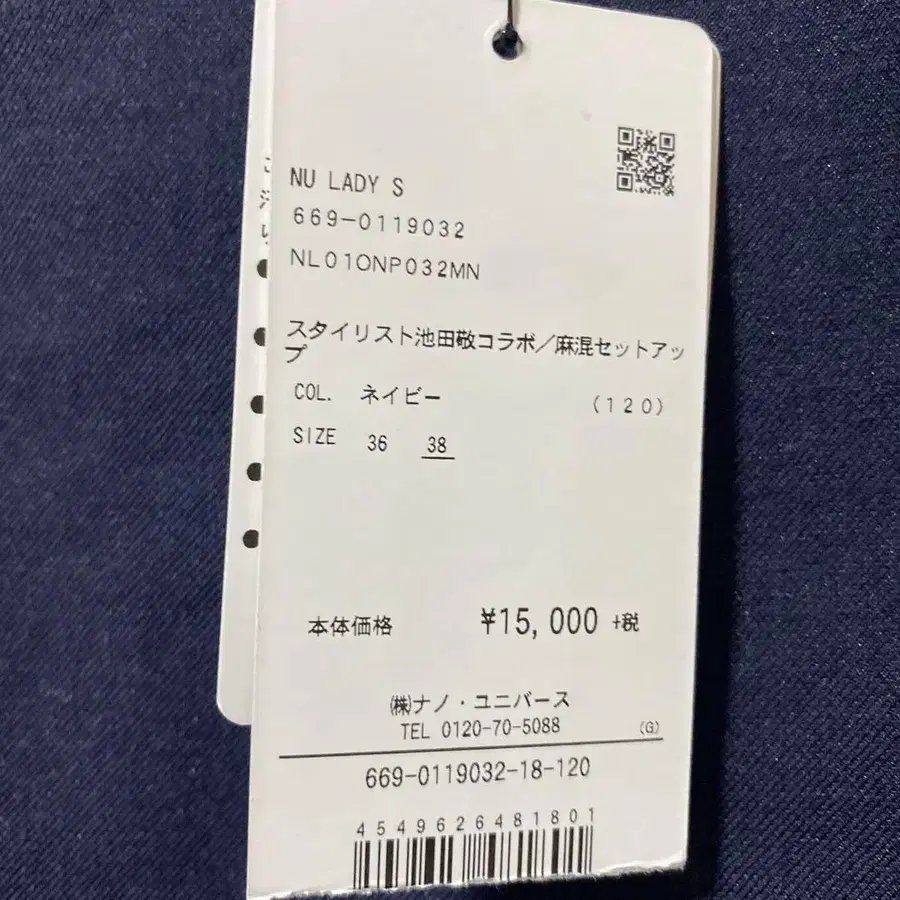 NU LADY S
669-0119032
NL01ONP032MN
スタイリスト池田敬コラボ/麻混セットアッ
プ
COL. ネイビー (120)
SIZE 36 38
本体価格 ¥15,000 +税
㈱ナノ・ユニバース
TEL 0120-70-5088 (G)
669-0119032-18-120
4549626481801